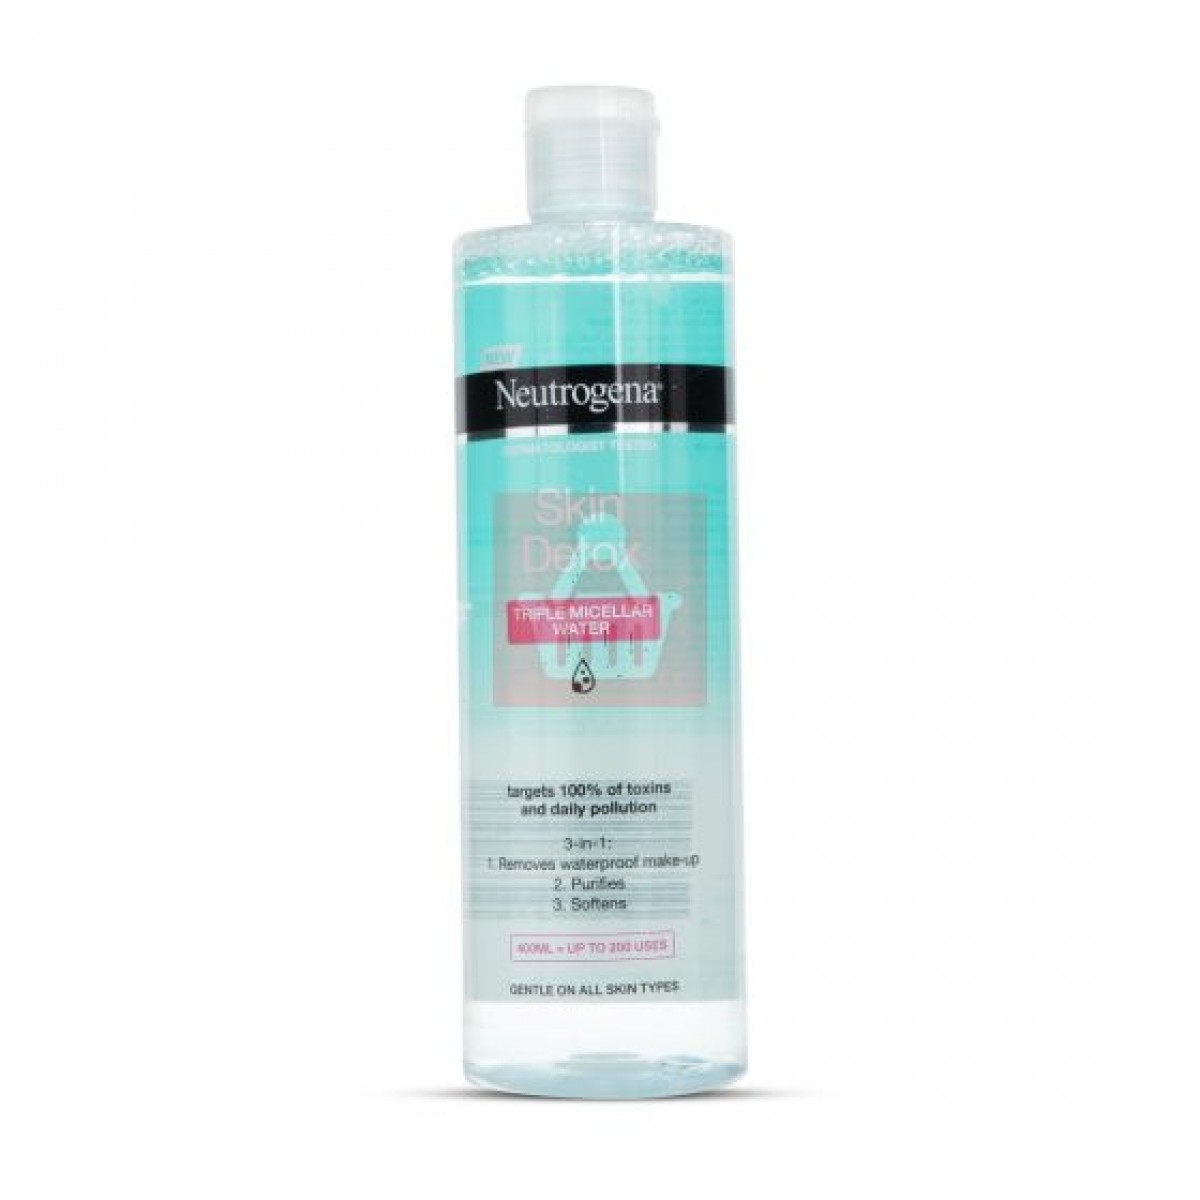 NEW
Neutrogena®
DERMATOLOGIST TESTED
Skin
Detox
TRIPLE MICELLAR
WATER
targets 100% of toxins
and daily pollution
3-in-1:
1. Removes waterproof make-up
2. Purifies
3. Softens
400ML = UP TO 200 USES
GENTLE ON ALL SKIN TYPES